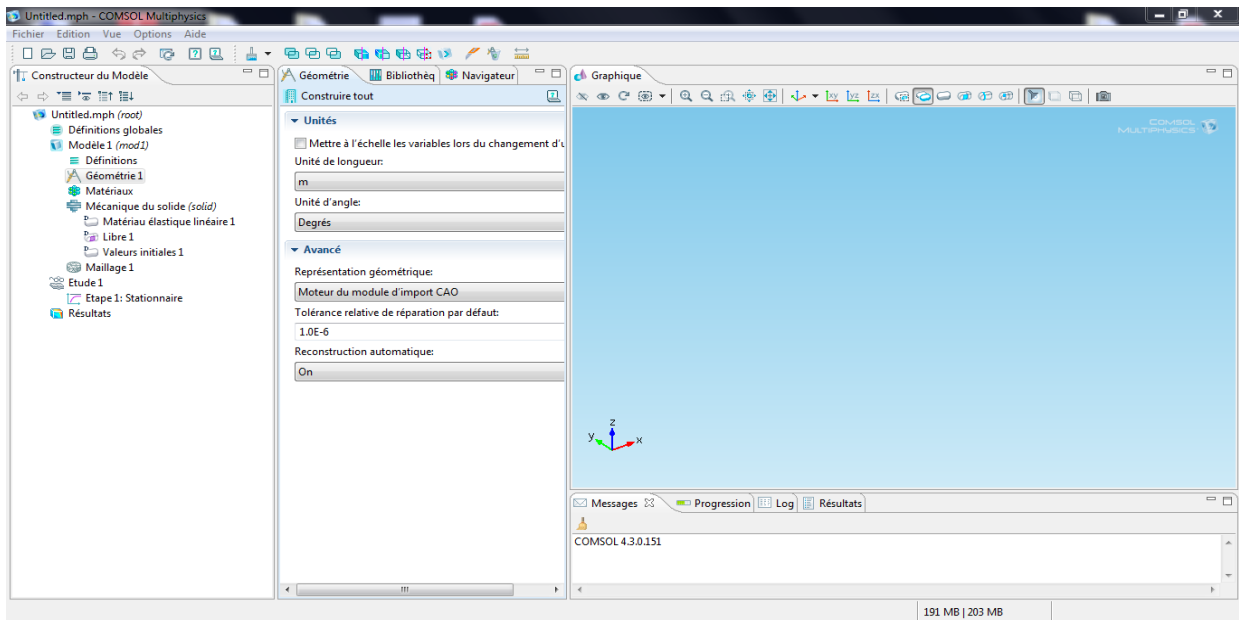 Untitled.mph - COMSOL Multiphysics
Fichier Edition Vue Options Aide
Constructeur du Modèle
Untitled.mph (root)
Définitions globales
Modèle 1 (mod1)
Définitions
Géométrie 1
Matériaux
Mécanique du solide (solid)
Matériau élastique linéaire 1
Libre 1
Valeurs initiales 1
Maillage 1
Etude 1
Etape 1: Stationnaire
Résultats
Géométrie Bibliothèq Navigateur
Construire tout
Unités
Mettre à l'échelle les variables lors du changement d'u
Unité de longueur:
m
Unité d'angle:
Degrés
Avancé
Représentation géométrique:
Moteur du module d'import CAO
Tolérance relative de réparation par défaut:
1.0E-6
Reconstruction automatique:
On
Graphique
xy yz zx
COMSOL
MULTIPHYSICS
z
y x
Messages Progression Log Résultats
COMSOL 4.3.0.151
191 MB | 203 MB